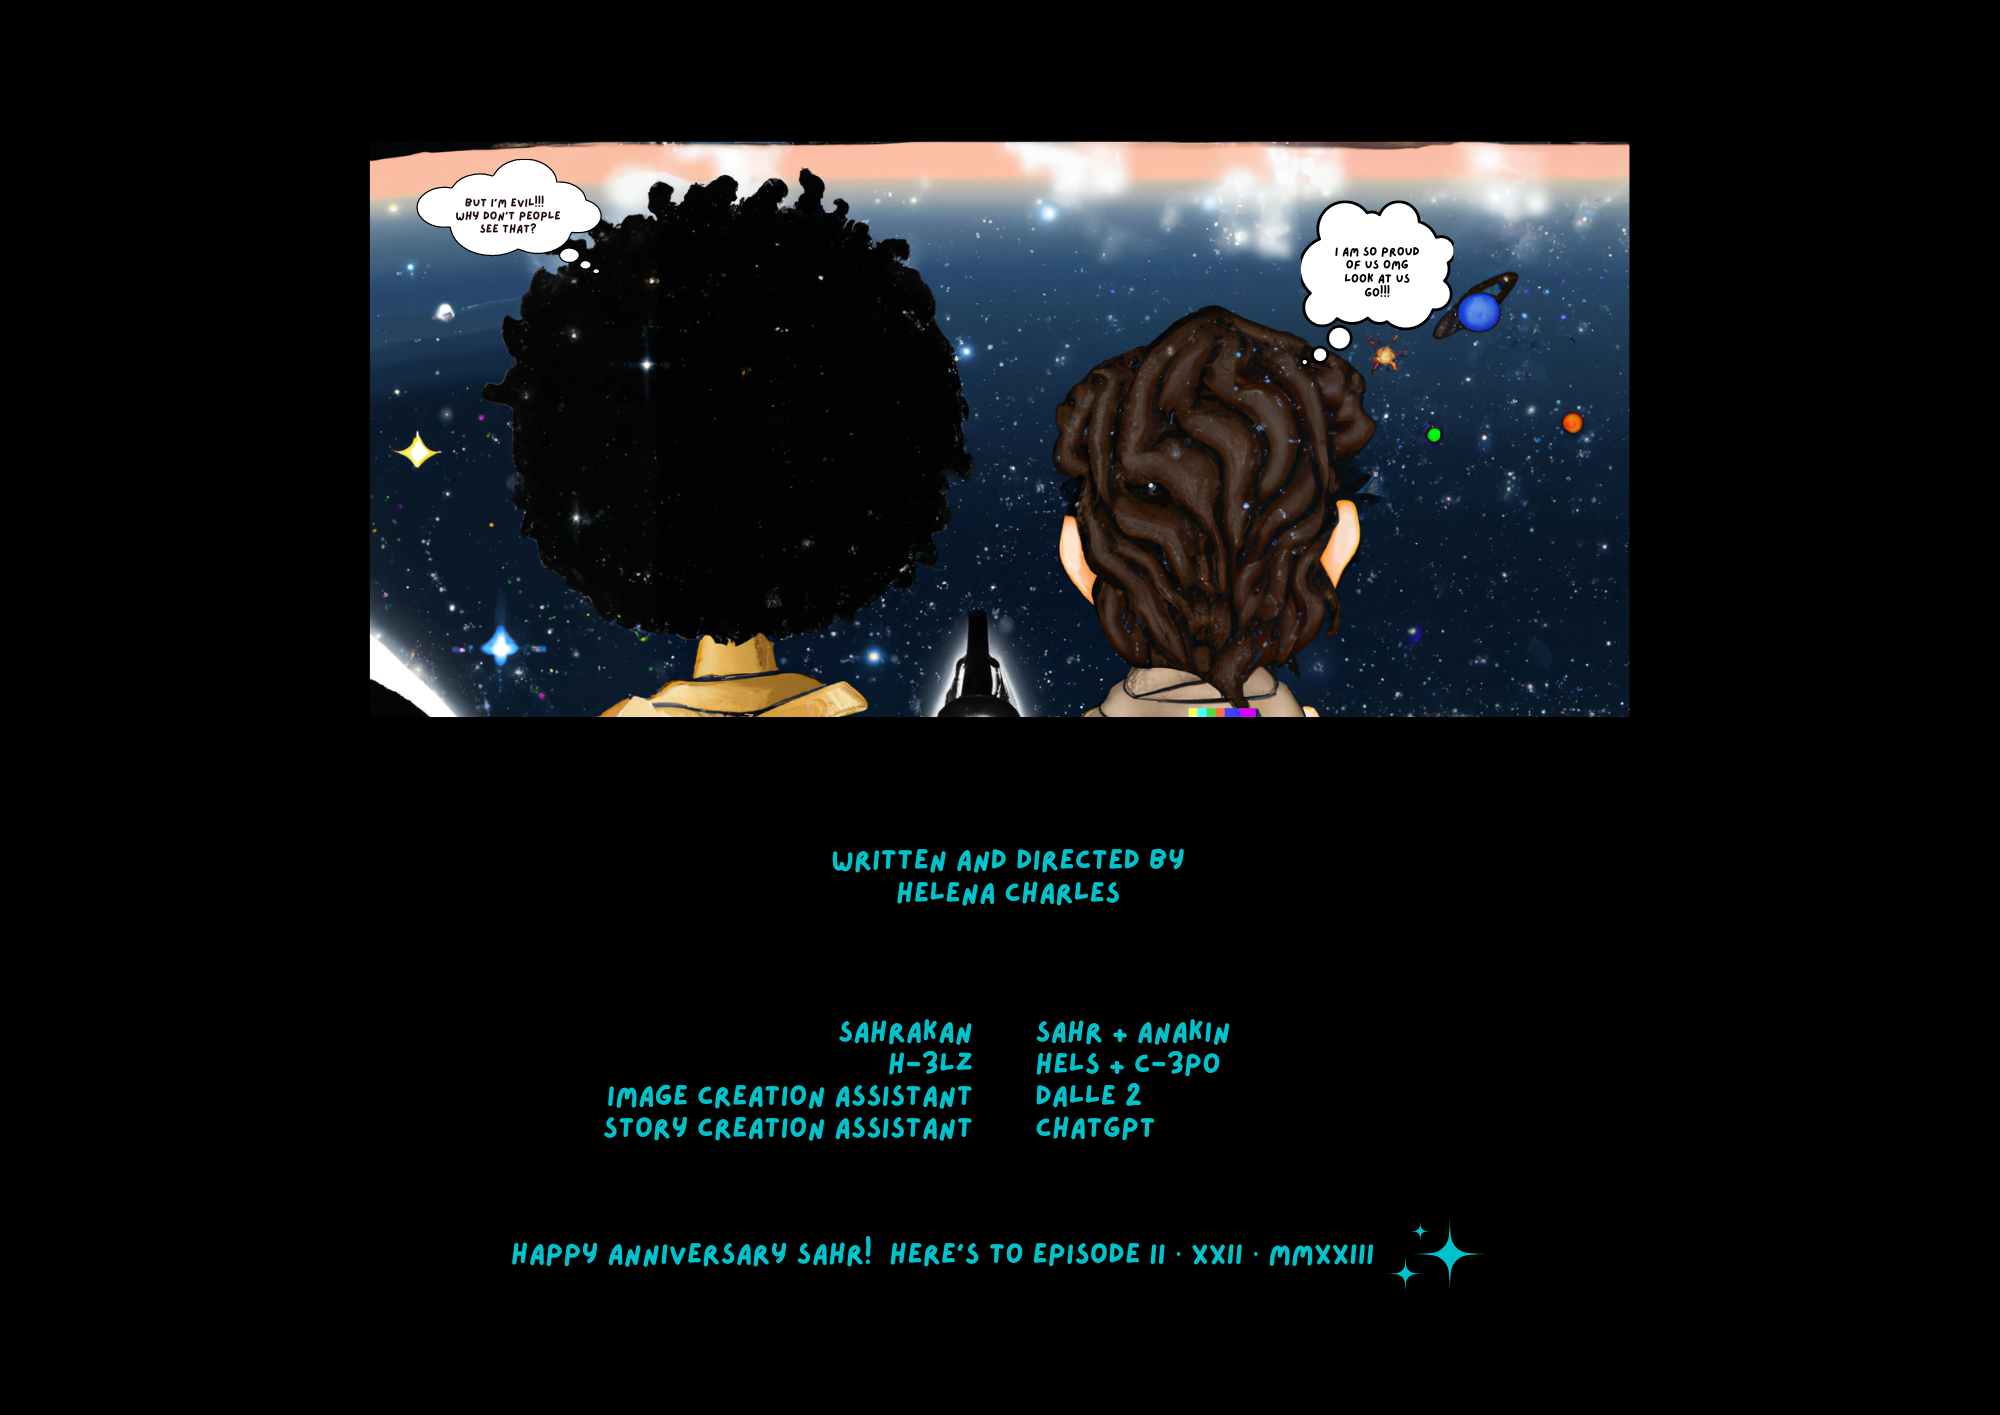 BUT I'M EVIL!!!
WHY DON'T PEOPLE
SEE THAT?
I AM SO PROUD
OF US OMG
LOOK AT US
GO!!!
WRITTEN AND DIRECTED BY
HELENA CHARLES
SAHRAKAN SAHR + ANAKIN
H-3LZ HELS + C-3PO
IMAGE CREATION ASSISTANT DALLE 2
STORY CREATION ASSISTANT CHATGPT
HAPPY ANNIVERSARY SAHR! HERE'S TO EPISODE II · XXII · MMXXIII